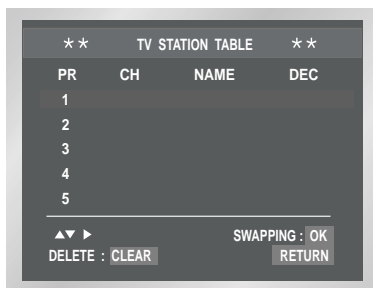 ** TV STATION TABLE **
PR CH NAME DEC
1
2
3
4
5
▲▼ ► SWAPPING : OK
DELETE : CLEAR RETURN